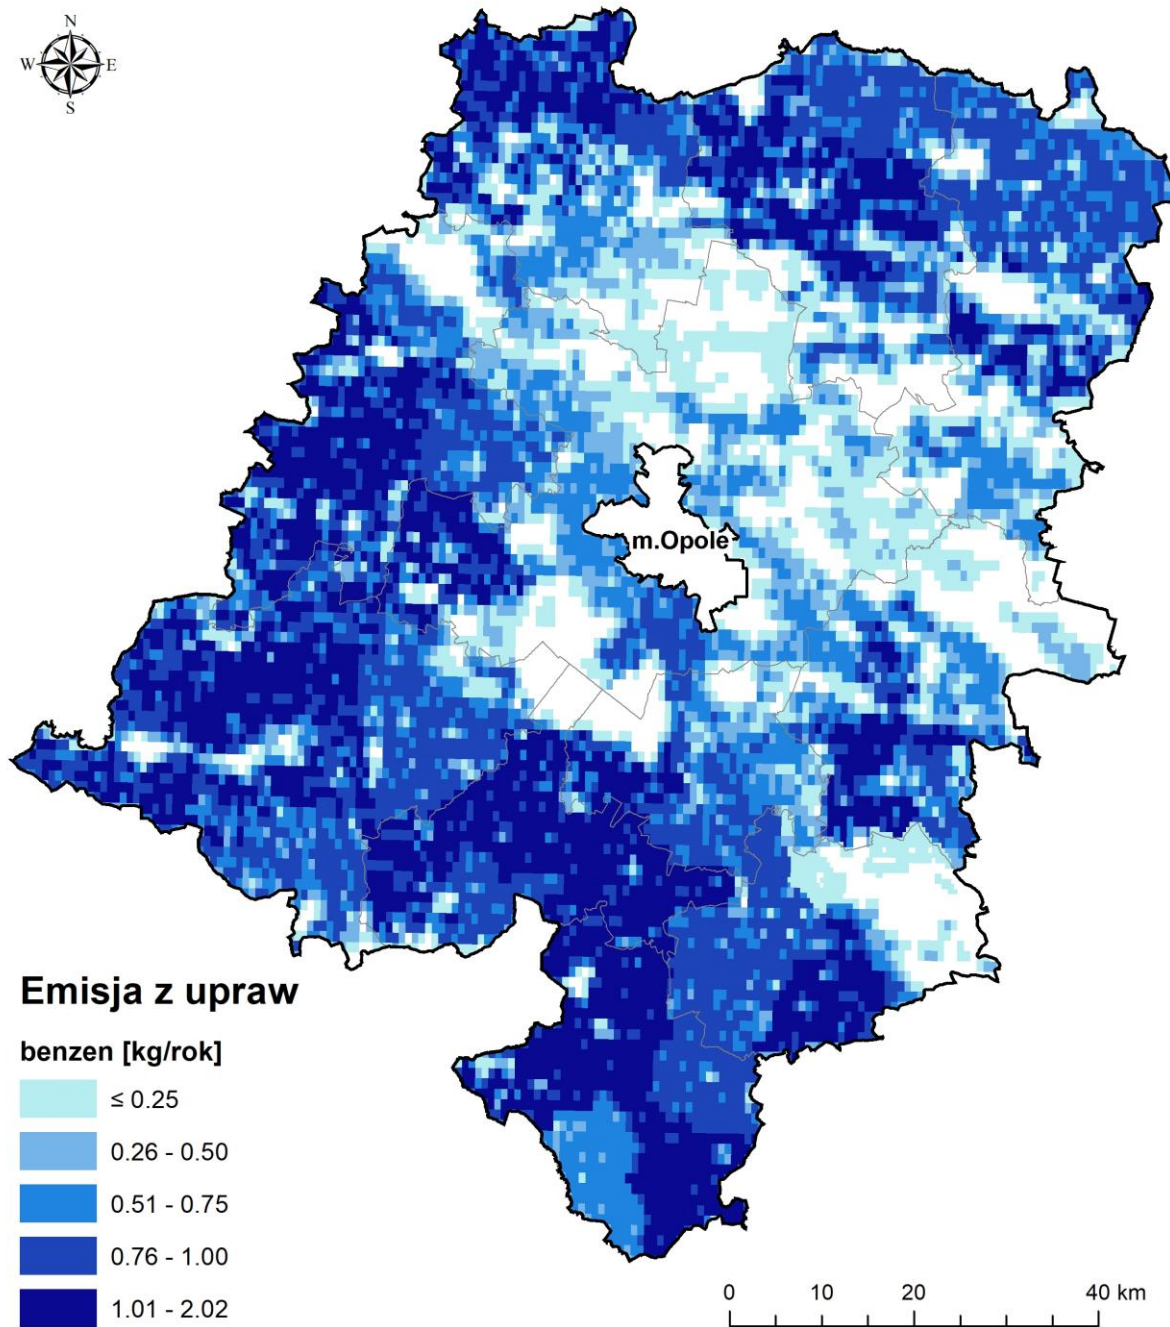 N
W E
S
m.Opole
Emisja z upraw
benzen [kg/rok]
≤ 0.25
0.26 - 0.50
0.51 - 0.75
0.76 - 1.00
1.01 - 2.02
0 10 20 40 km